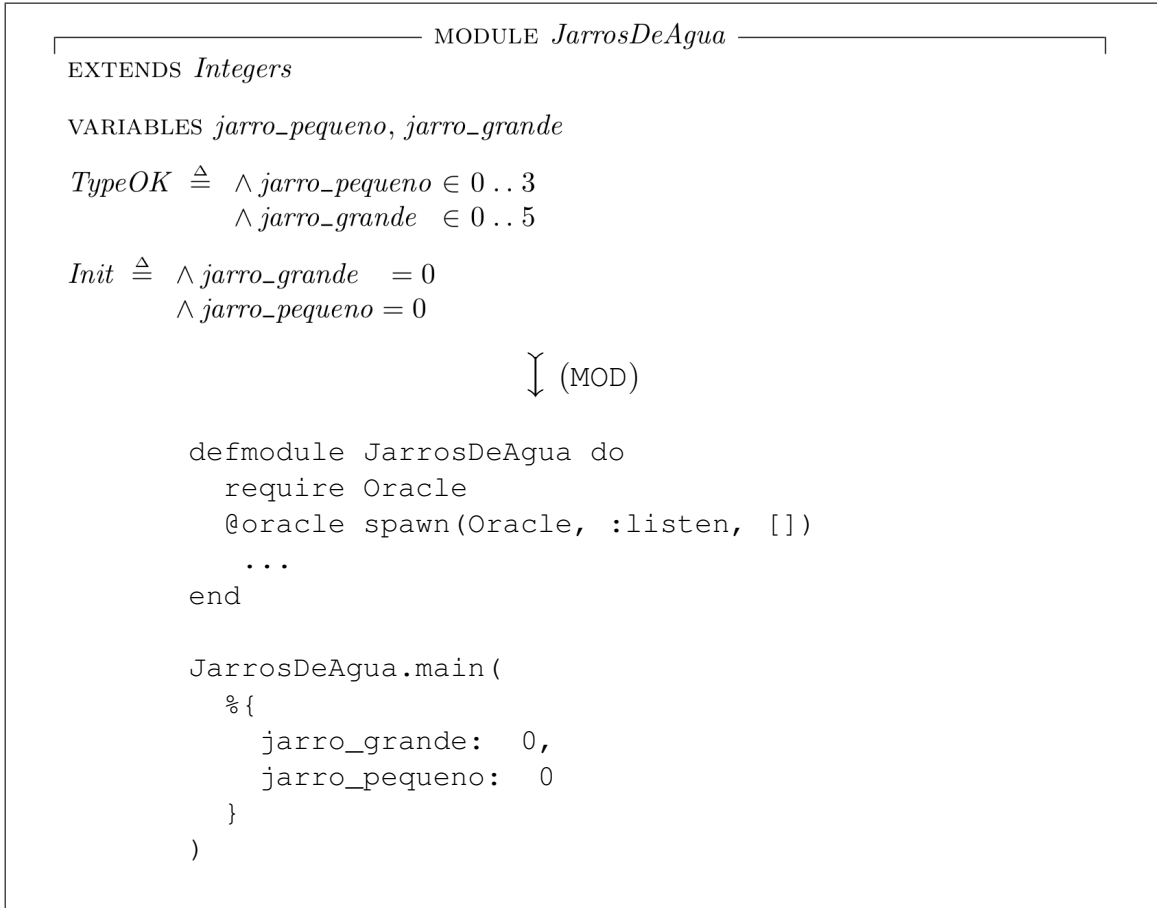 MODULE JarrosDeAgua
EXTENDS Integers
VARIABLES jarro_pequeno, jarro_grande
TypeOK ≜ ∧ jarro_pequeno ∈ 0 . . 3
∧ jarro_grande ∈ 0 . . 5
Init ≜ ∧ jarro_grande = 0
∧ jarro_pequeno = 0
↕ (MOD)
defmodule JarrosDeAgua do
require Oracle
@oracle spawn(Oracle, :listen, [])
...
end
JarrosDeAgua.main(
%{
jarro_grande: 0,
jarro_pequeno: 0
}
)